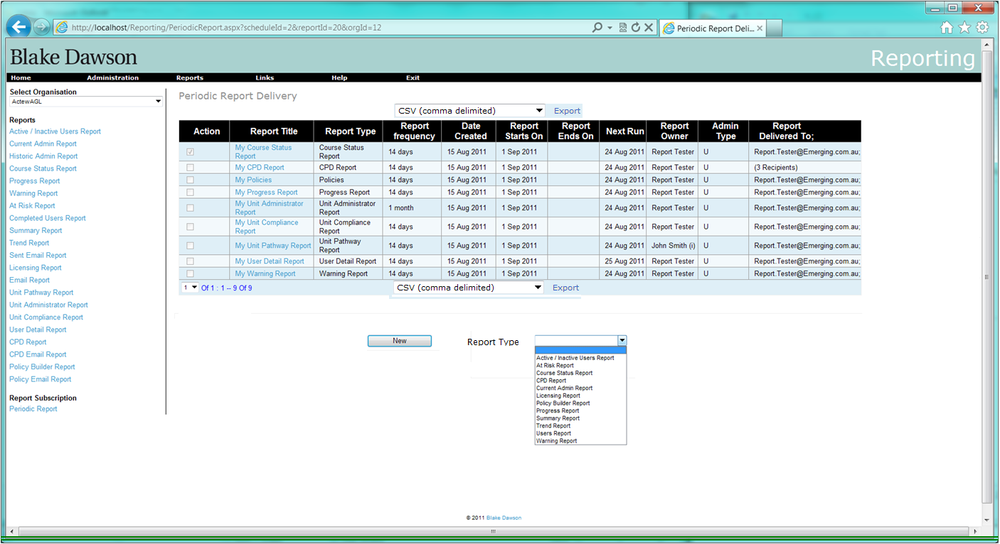 http://localhost/Reporting/PeriodicReport.aspx?scheduleId=2&reportId=20&orgId=12
Periodic Report Deli...
Blake Dawson
Reporting
Home Administration Reports Links Help Exit
Select Organisation
ActewAGL
Reports
Active / Inactive Users Report
Current Admin Report
Historic Admin Report
Course Status Report
Progress Report
Warning Report
At Risk Report
Completed Users Report
Summary Report
Trend Report
Sent Email Report
Licensing Report
Email Report
Unit Pathway Report
Unit Administrator Report
Unit Compliance Report
User Detail Report
CPD Report
CPD Email Report
Policy Builder Report
Policy Email Report
Report Subscription
Periodic Report
Periodic Report Delivery
CSV (comma delimited) Export
Action Report Title Report Type Report frequency Date Created Report Starts On Report Ends On Next Run Report Owner Admin Type Report Delivered To;
My Course Status Report Course Status Report 14 days 15 Aug 2011 1 Sep 2011 24 Aug 2011 Report Tester U Report.Tester@Emerging.com.au;
My CPD Report CPD Report 14 days 15 Aug 2011 1 Sep 2011 24 Aug 2011 Report Tester U (3 Recipients)
My Policies Policies 14 days 15 Aug 2011 1 Sep 2011 24 Aug 2011 Report Tester U Report.Tester@Emerging.com.au;
My Progress Report Progress Report 14 days 15 Aug 2011 1 Sep 2011 24 Aug 2011 Report Tester U Report.Tester@Emerging.com.au;
My Unit Administrator Report Unit Administrator Report 1 month 15 Aug 2011 1 Sep 2011 24 Aug 2011 Report Tester U Report.Tester@Emerging.com.au;
My Unit Compliance Report Unit Compliance Report 14 days 15 Aug 2011 1 Sep 2011 24 Aug 2011 Report Tester U Report.Tester@Emerging.com.au;
My Unit Pathway Report Unit Pathway Report 14 days 15 Aug 2011 1 Sep 2011 24 Aug 2011 John Smith (i) U Report.Tester@Emerging.com.au;
My User Detail Report User Detail Report 14 days 15 Aug 2011 1 Sep 2011 25 Aug 2011 Report Tester U Report.Tester@Emerging.com.au;
My Warning Report Warning Report 14 days 15 Aug 2011 1 Sep 2011 24 Aug 2011 Report Tester U Report.Tester@Emerging.com.au;
1 Of 1 : 1 -- 9 Of 9 CSV (comma delimited) Export
New Report Type
Active / Inactive Users Report
At Risk Report
Course Status Report
CPD Report
Current Admin Report
Licensing Report
Policy Builder Report
Progress Report
Summary Report
Trend Report
Users Report
Warning Report
© 2011 Blake Dawson